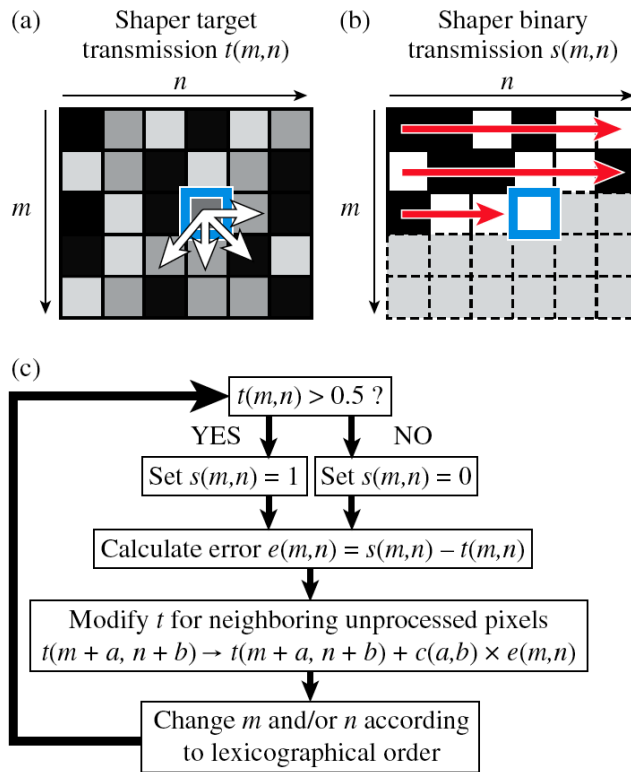 (a) Shaper target
transmission t(m,n)
n
m
(b) Shaper binary
transmission s(m,n)
n
m
(c)
t(m,n) > 0.5 ?
YES NO
Set s(m,n) = 1 Set s(m,n) = 0
Calculate error e(m,n) = s(m,n) – t(m,n)
Modify t for neighboring unprocessed pixels
t(m + a, n + b) → t(m + a, n + b) + c(a,b) × e(m,n)
Change m and/or n according
to lexicographical order